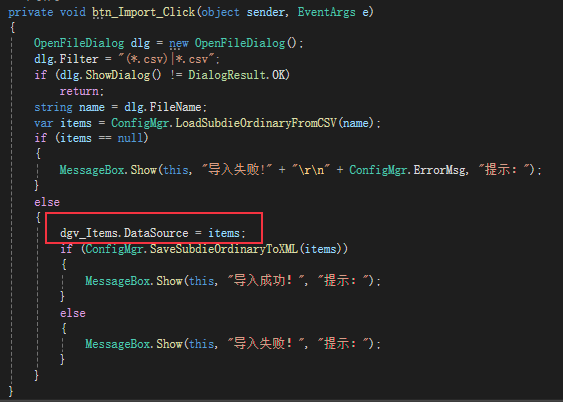 private void btn_Import_Click(object sender, EventArgs e)
{
OpenFileDialog dlg = new OpenFileDialog();
dlg.Filter = "(*.csv)|*.csv";
if (dlg.ShowDialog() != DialogResult.OK)
return;
string name = dlg.FileName;
var items = ConfigMgr.LoadSubdieOrdinaryFromCSV(name);
if (items == null)
{
MessageBox.Show(this, "导入失败!" + "\r\n" + ConfigMgr.ErrorMsg, "提示：");
}
else
{
dgv_Items.DataSource = items;
if (ConfigMgr.SaveSubdieOrdinaryToXML(items))
{
MessageBox.Show(this, "导入成功！", "提示：");
}
else
{
MessageBox.Show(this, "导入失败！", "提示：");
}
}
}